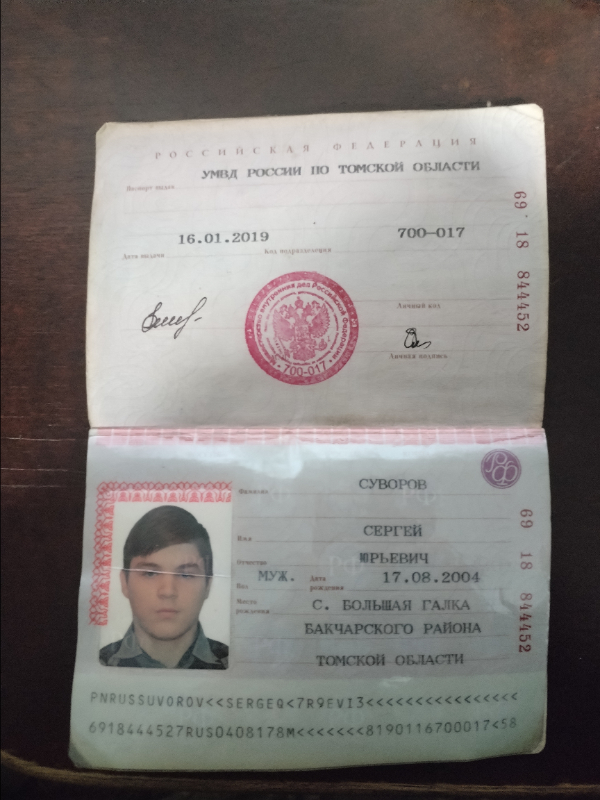 РОССИЙСКАЯ ФЕДЕРАЦИЯ
УМВД РОССИИ ПО ТОМСКОЙ ОБЛАСТИ
Паспорт выдан
16.01.2019 700-017
Дата выдачи Код подразделения
69 18 844452
Личный код
Личная подпись
700-017
Фамилия СУВОРОВ
Имя СЕРГЕЙ
Отчество ЮРЬЕВИЧ
Пол МУЖ. Дата рождения 17.08.2004
Место рождения С. БОЛЬШАЯ ГАЛКА
БАКЧАРСКОГО РАЙОНА
ТОМСКОЙ ОБЛАСТИ
69 18 844452
РФ
PNRUSSUVOROV<<SERGEQ<7R9EVI3<<<<<<<<<<<<<<<<
6918444527RUS0408178M<<<<<<<8190116700017<58